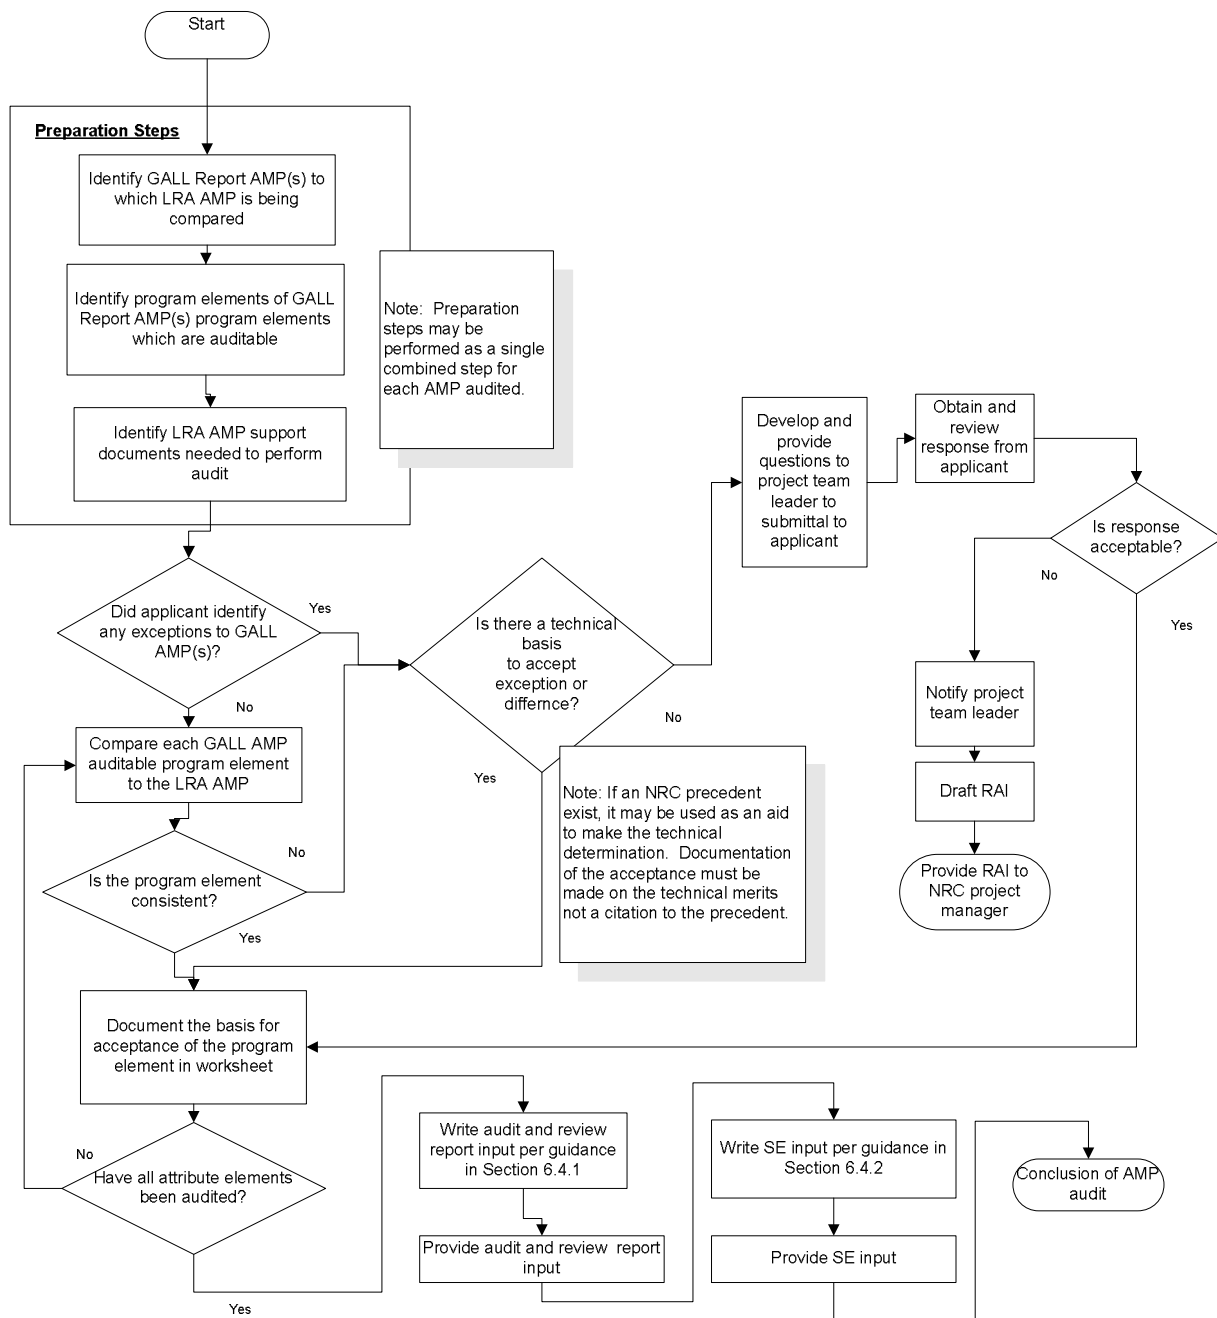 Start
Preparation Steps
Identify GALL Report AMP(s) to
which LRA AMP is being
compared
Identify program elements of GALL
Report AMP(s) program elements
which are auditable
Identify LRA AMP support
documents needed to perform
audit
Note: Preparation
steps may be
performed as a single
combined step for
each AMP audited.
Did applicant identify
any exceptions to GALL
AMP(s)?
Yes
No
Compare each GALL AMP
auditable program element
to the LRA AMP
Is the program element
consistent?
No
Yes
Is there a technical
basis
to accept
exception or
differnce?
No
Yes
Develop and
provide
questions to
project team
leader to
submittal to
applicant
Obtain and
review
response from
applicant
Is response
acceptable?
No
Yes
Notify project
team leader
Draft RAI
Provide RAI to
NRC project
manager
Note: If an NRC precedent
exist, it may be used as an aid
to make the technical
determination. Documentation
of the acceptance must be
made on the technical merits
not a citation to the precedent.
Document the basis for
acceptance of the program
element in worksheet
Have all attribute elements
been audited?
No
Yes
Write audit and review
report input per guidance
in Section 6.4.1
Provide audit and review report
input
Write SE input per guidance in
Section 6.4.2
Provide SE input
Conclusion of AMP
audit